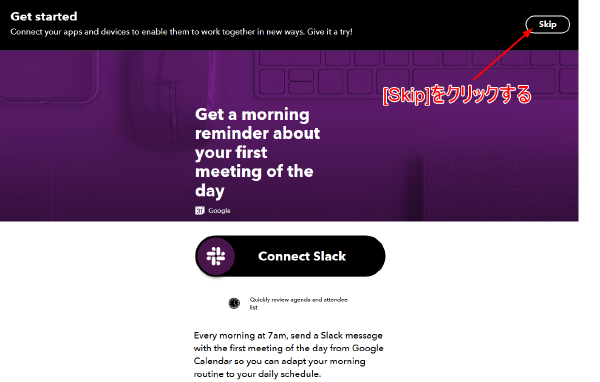 Get started
Connect your apps and devices to enable them to work together in new ways. Give it a try!
Skip
[Skip]をクリックする
Get a morning
reminder about
your first
meeting of the
day
31 Google
Connect Slack
Quickly review agenda and attendee
list
Every morning at 7am, send a Slack message
with the first meeting of the day from Google
Calendar so you can adapt your morning
routine to your daily schedule.